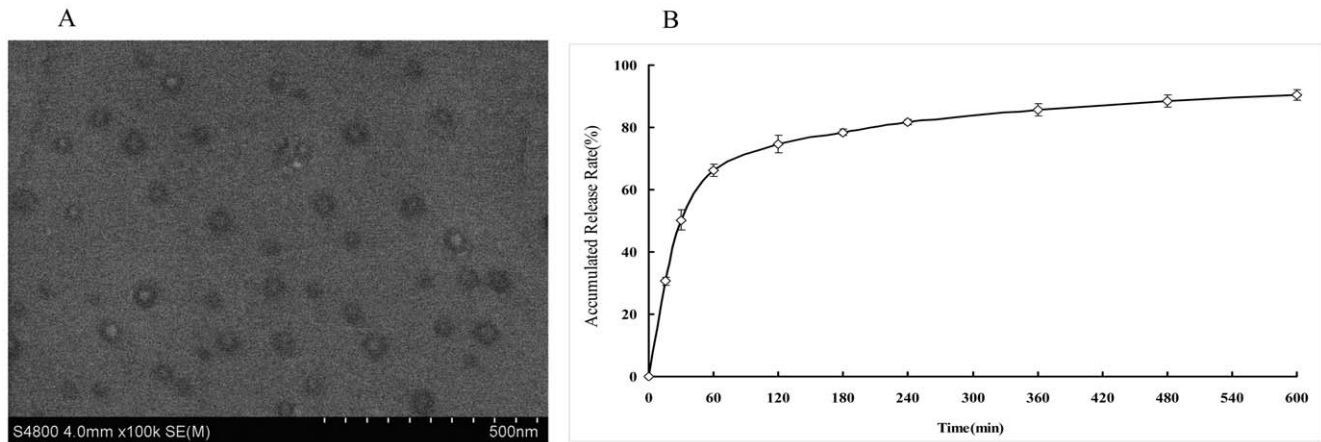 A
B
S4800 4.0mm x100k SE(M)
500nm
Accumulated Release Rate(%)
100
80
60
40
20
0
0 60 120 180 240 300 360 420 480 540 600
Time(min)